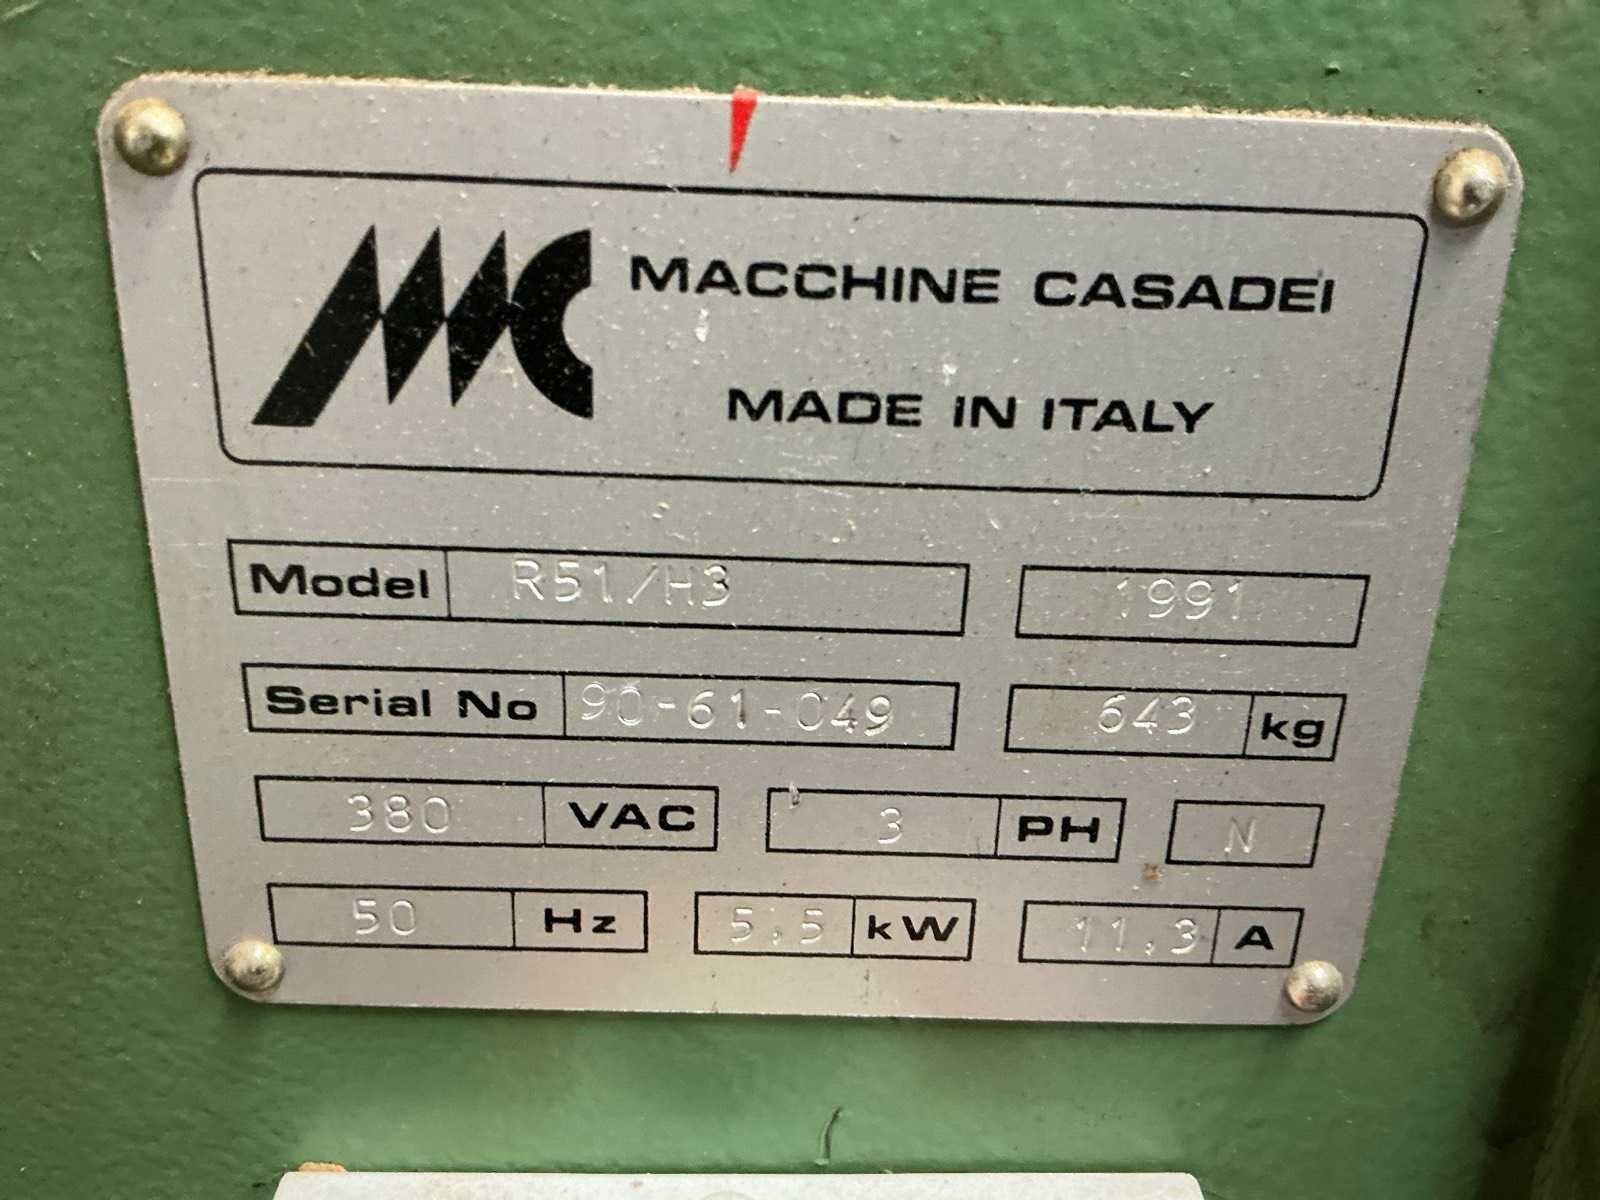 MC MACCHINE CASADEI
MADE IN ITALY
Model R51/H3 1991
Serial No 90-61-049 643 kg
380 VAC 3 PH N
50 Hz 5,5 kW 11,3 A